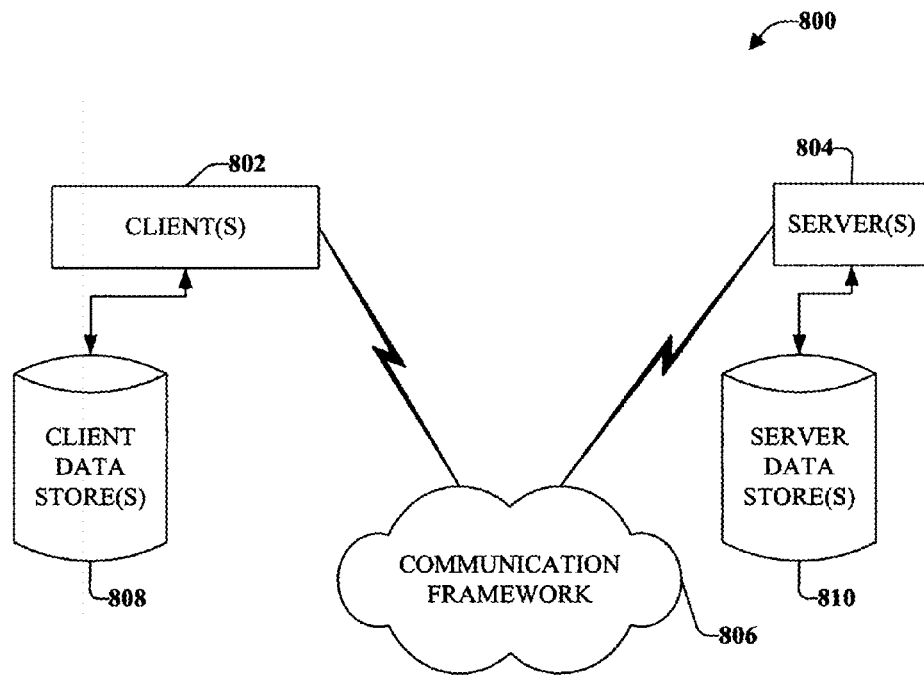 800
802
804
CLIENT(S)
SERVER(S)
CLIENT
DATA
STORE(S)
SERVER
DATA
STORE(S)
COMMUNICATION
FRAMEWORK
808
810
806